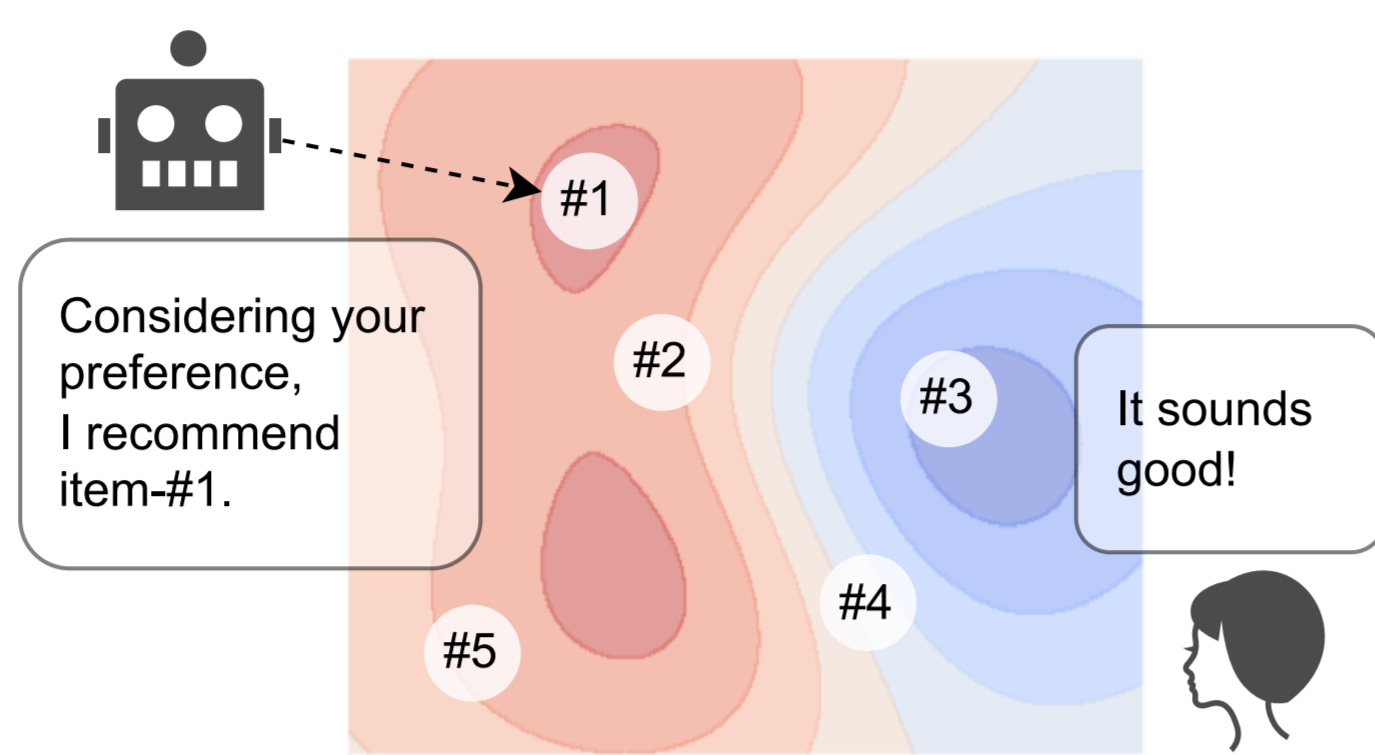 #1
Considering your
preference,
I recommend
item-#1.
#2
#3
It sounds
good!
#4
#5